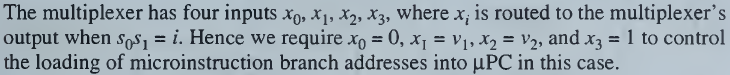 The multiplexer has four inputs x₀, x₁, x₂, x₃, where xᵢ is routed to the multiplexer's
output when s₀s₁ = i. Hence we require x₀ = 0, x₁ = v₁, x₂ = v₂, and x₃ = 1 to control
the loading of microinstruction branch addresses into μPC in this case.